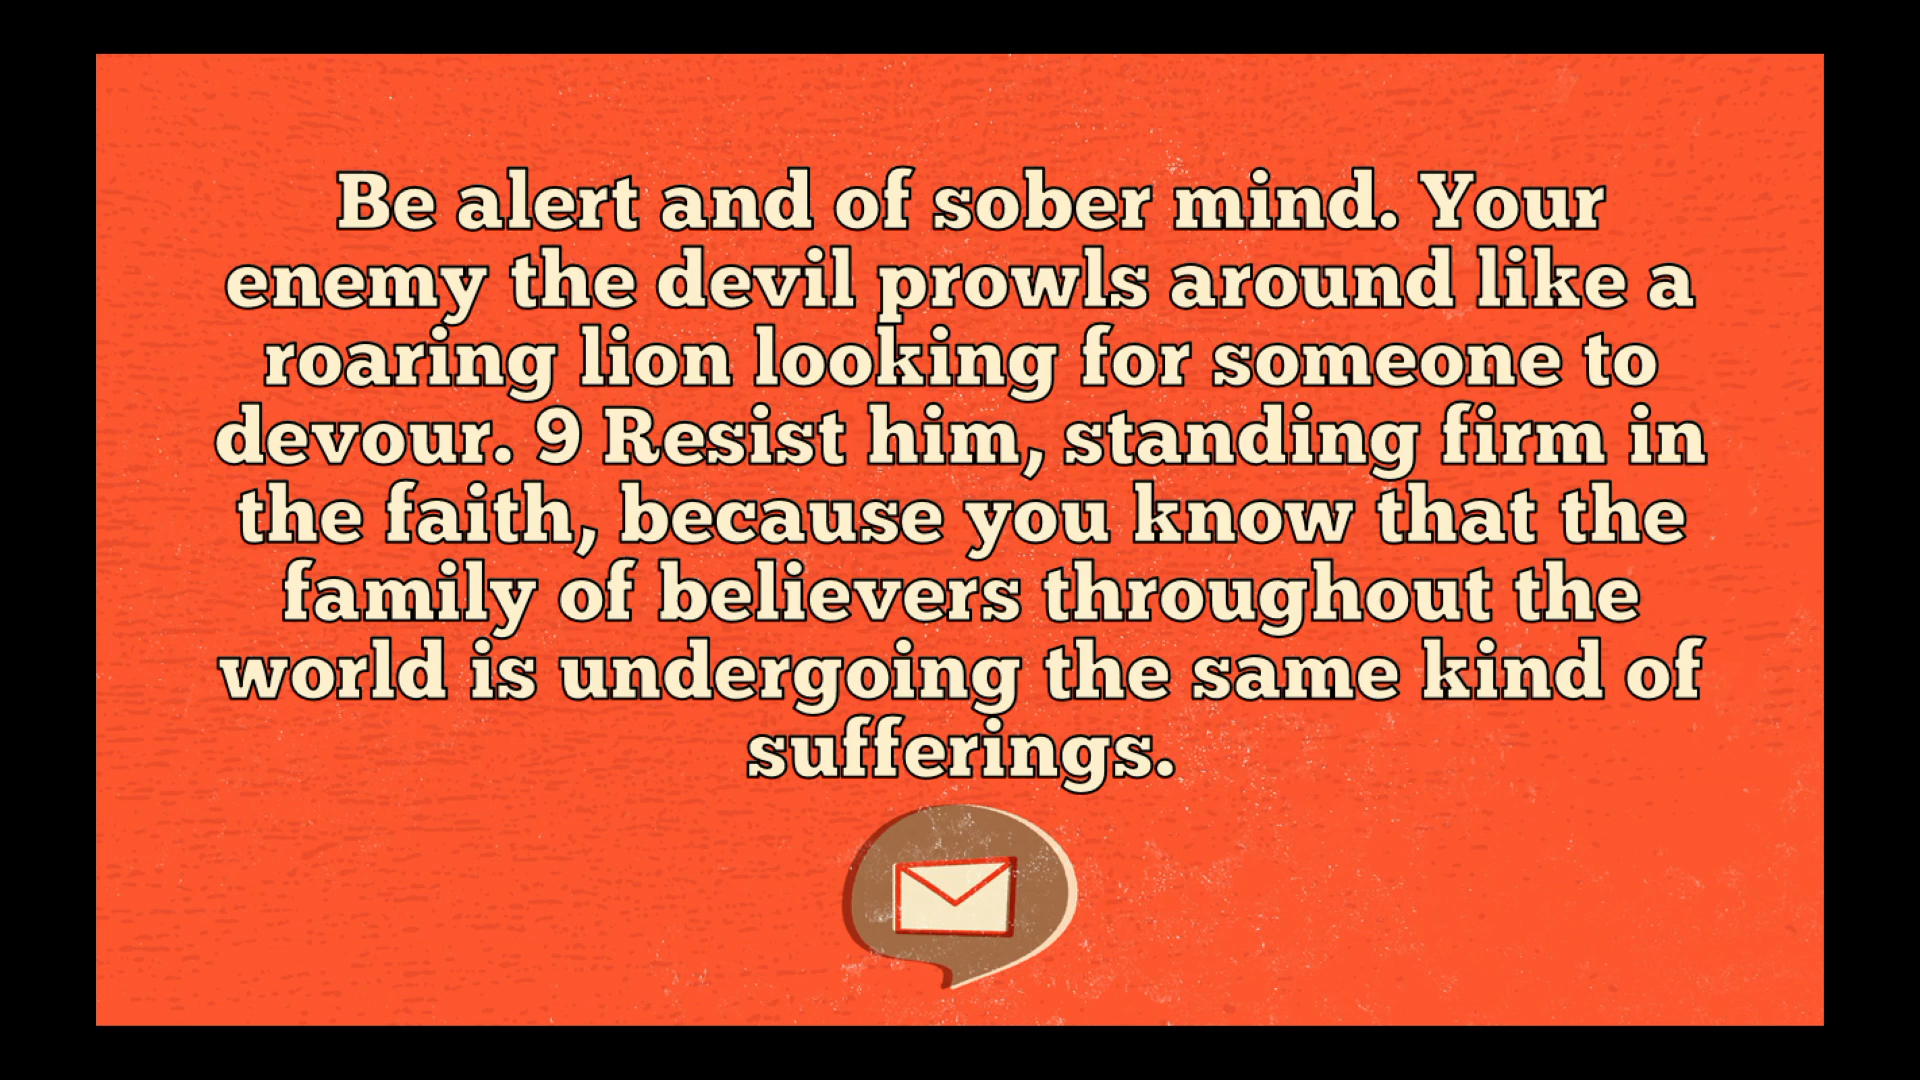 Be alert and of sober mind. Your
enemy the devil prowls around like a
roaring lion looking for someone to
devour. 9 Resist him, standing firm in
the faith, because you know that the
family of believers throughout the
world is undergoing the same kind of
sufferings.